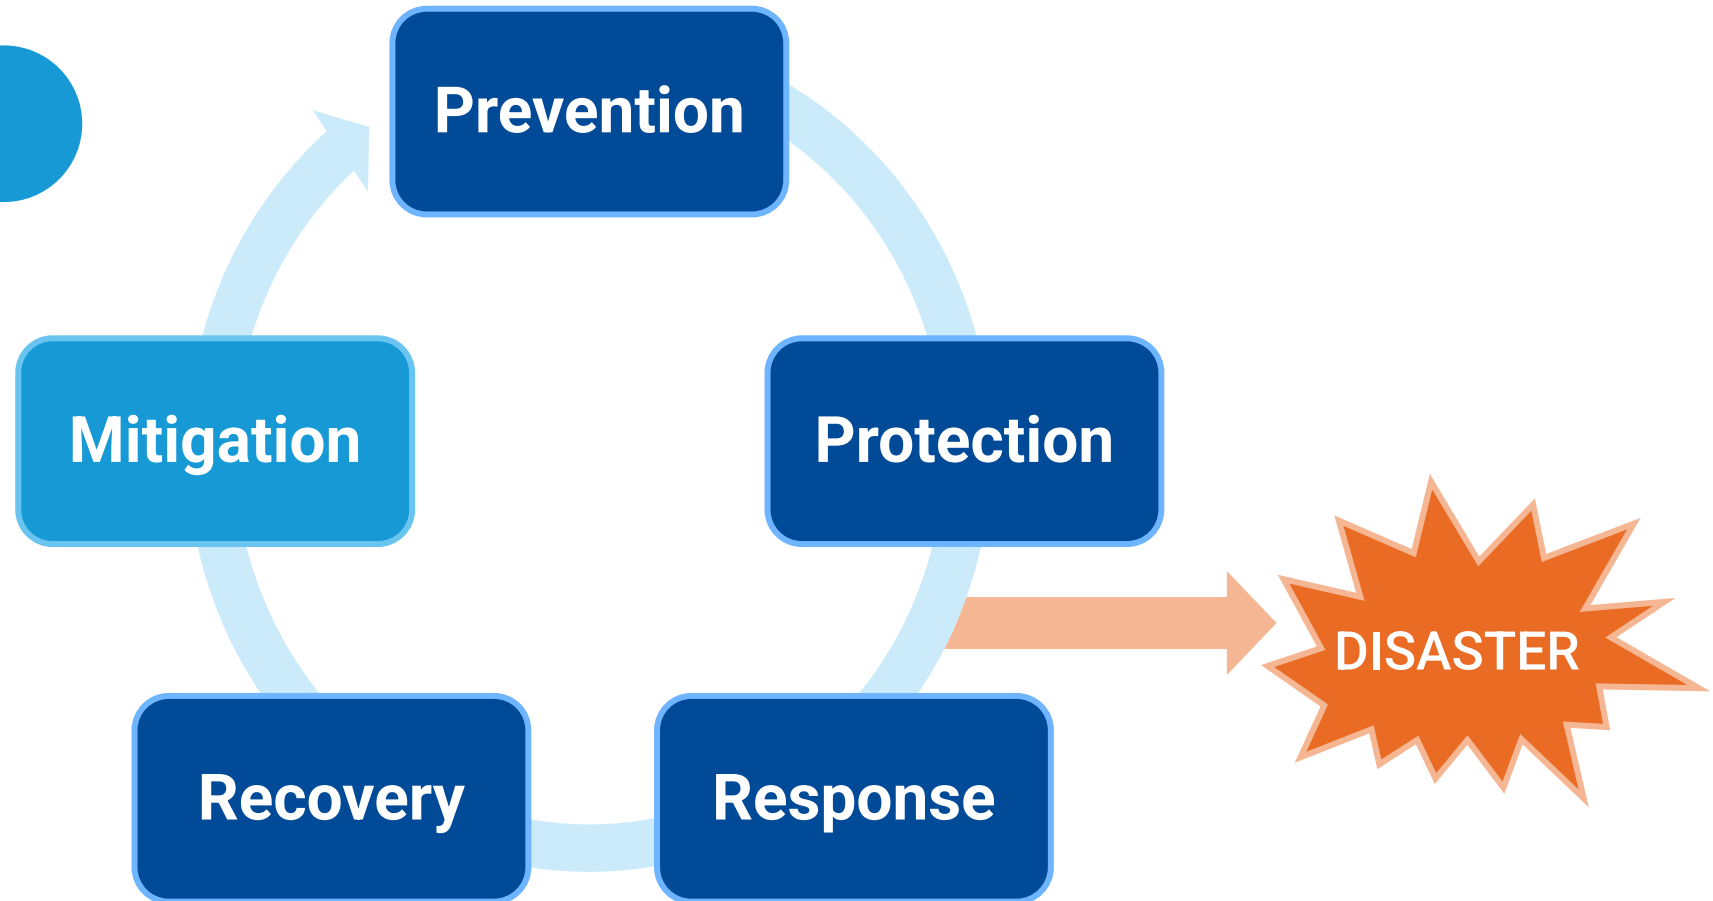 Prevention
Mitigation
Protection
DISASTER
Recovery
Response